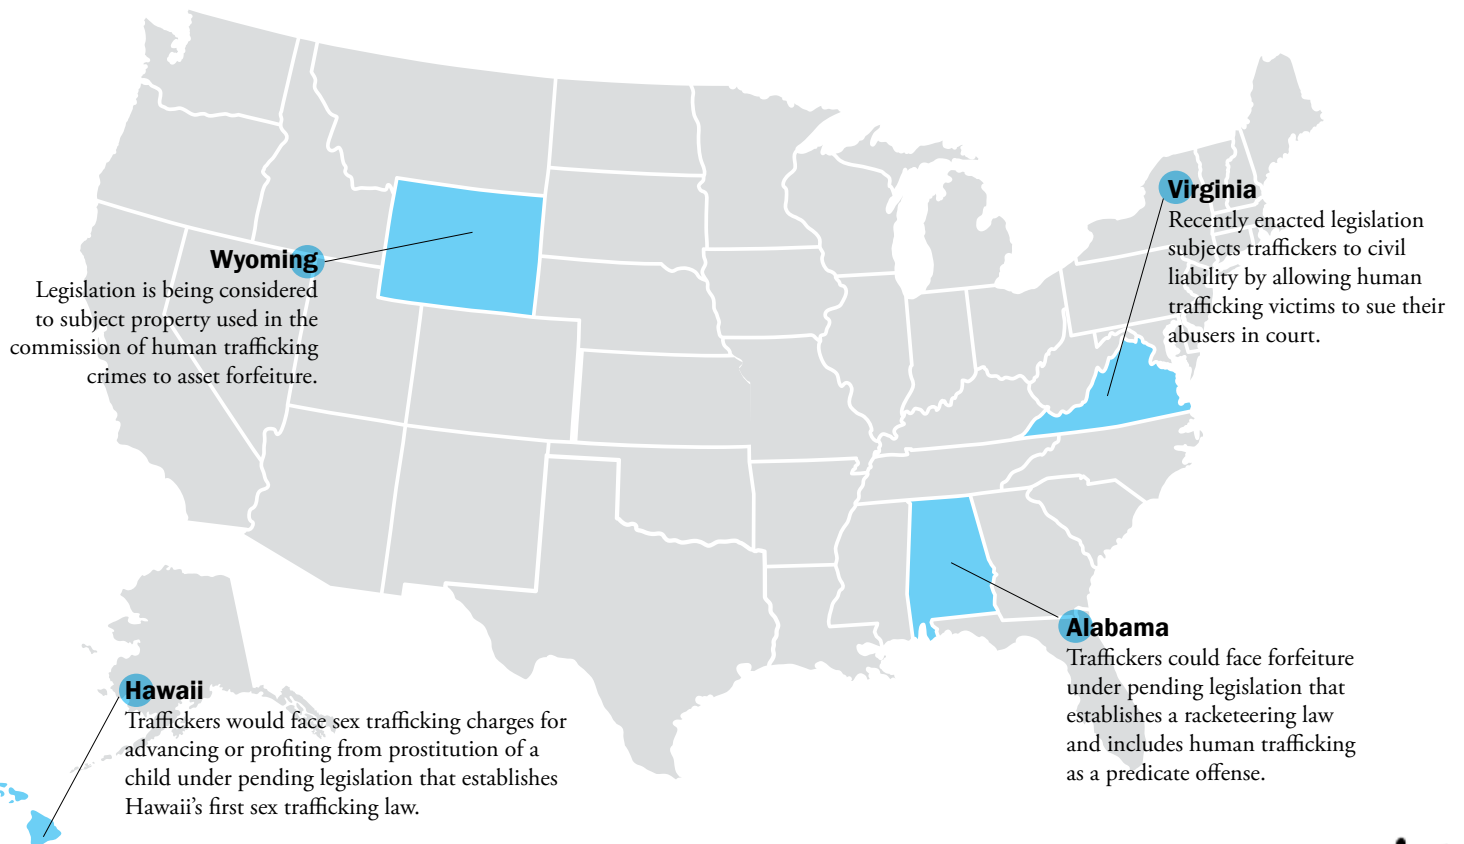 Virginia
Recently enacted legislation
subjects traffickers to civil
liability by allowing human
trafficking victims to sue their
abusers in court.
Wyoming
Legislation is being considered
to subject property used in the
commission of human trafficking
crimes to asset forfeiture.
Alabama
Traffickers could face forfeiture
under pending legislation that
establishes a racketeering law
and includes human trafficking
as a predicate offense.
Hawaii
Traffickers would face sex trafficking charges for
advancing or profiting from prostitution of a
child under pending legislation that establishes
Hawaii’s first sex trafficking law.